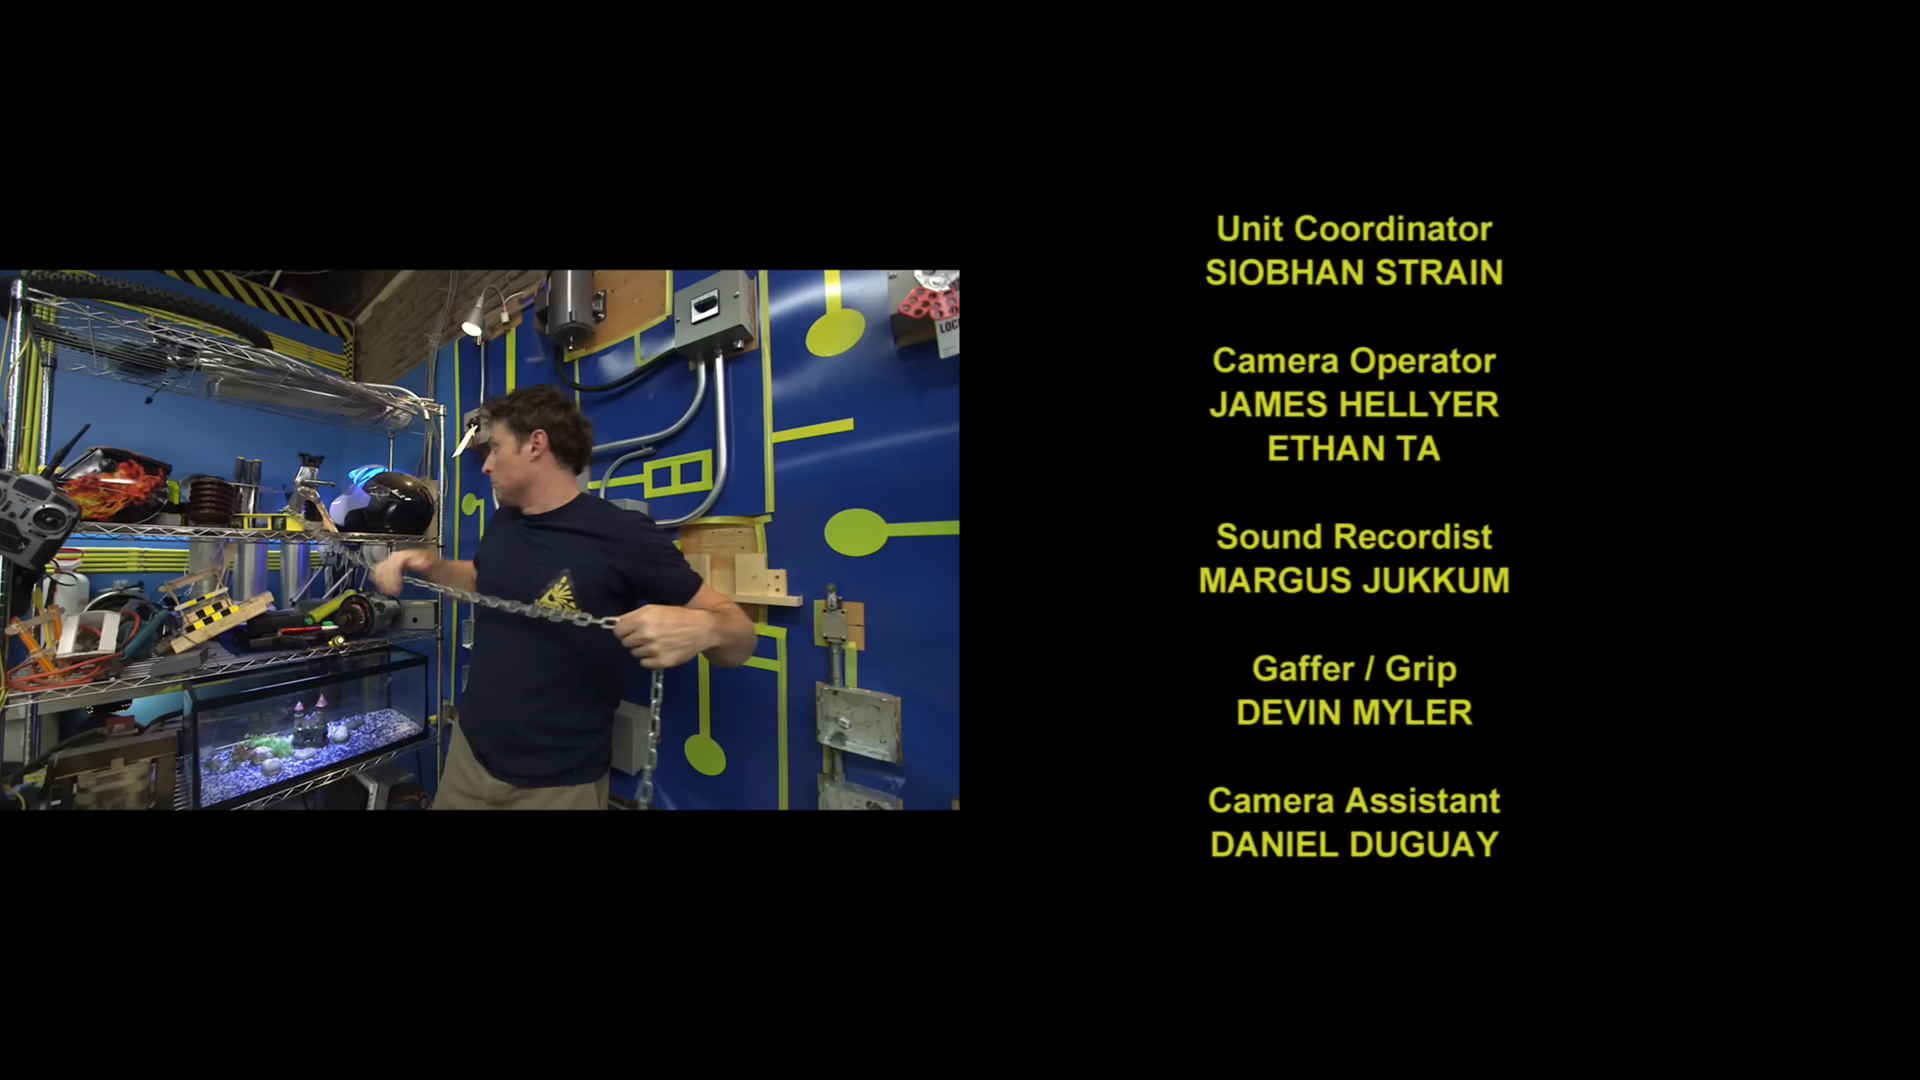 Unit Coordinator
SIOBHAN STRAIN
Camera Operator
JAMES HELLYER
ETHAN TA
Sound Recordist
MARGUS JUKKUM
Gaffer / Grip
DEVIN MYLER
Camera Assistant
DANIEL DUGUAY